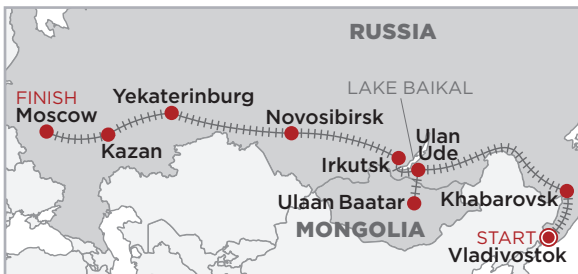 RUSSIA
FINISH
Moscow
Kazan
Yekaterinburg
Novosibirsk
LAKE BAIKAL
Irkutsk
Ulan
Ude
Ulaan Baatar
MONGOLIA
Khabarovsk
START
Vladivostok